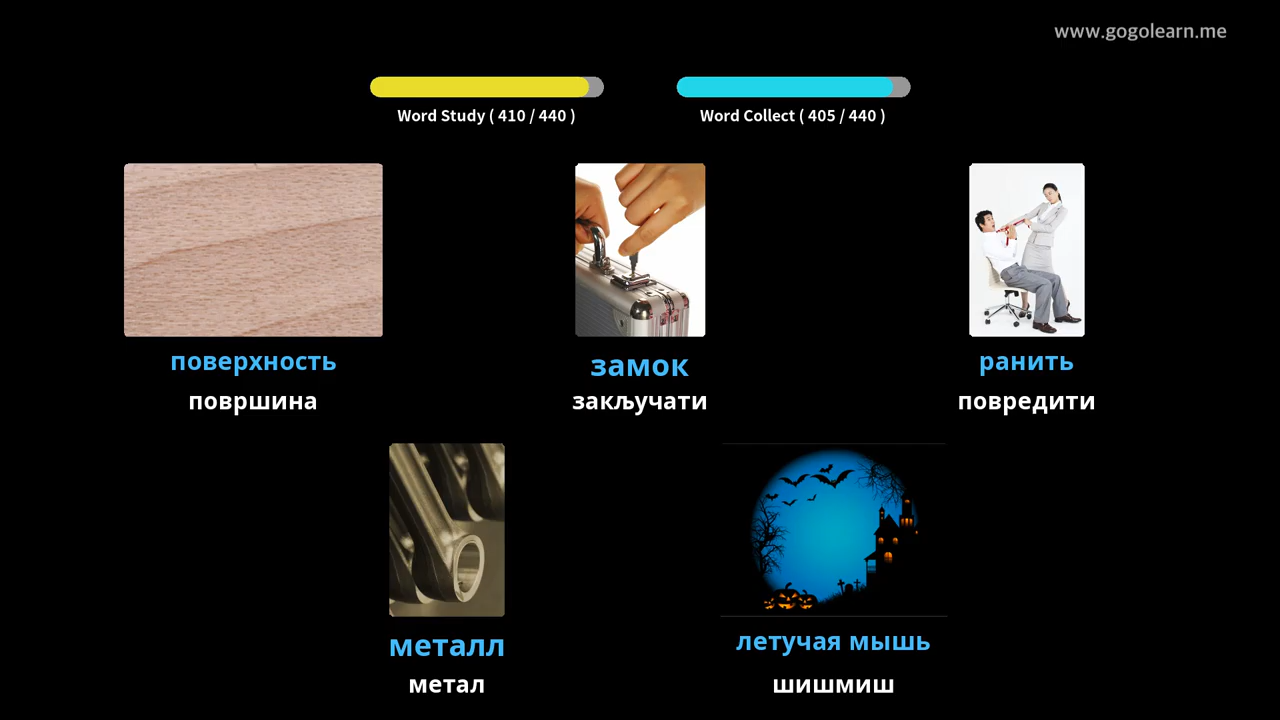 www.gogolearn.me
Word Study ( 410 / 440 )
Word Collect ( 405 / 440 )
поверхность
површина
замок
закључати
ранить
повредити
металл
метал
летучая мышь
шишмиш